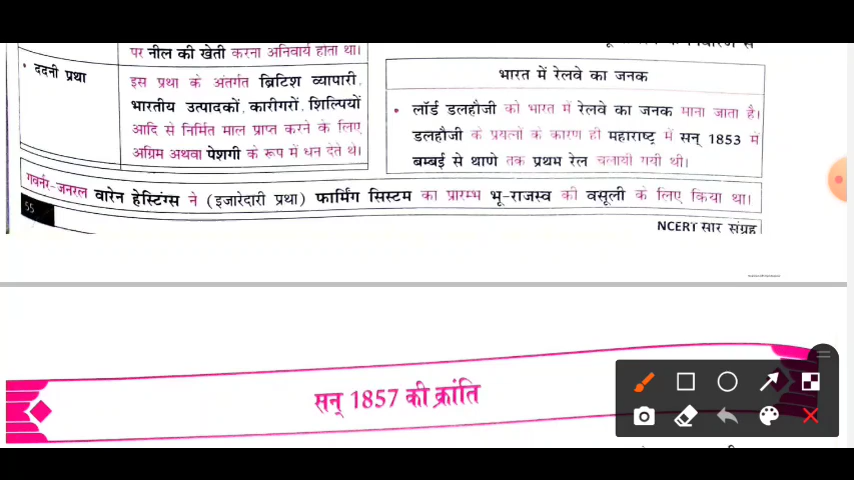 पर नील की खेती करना अनिवार्य होता था।
• ददनी प्रथा
इस प्रथा के अंतर्गत ब्रिटिश व्यापारी,
भारतीय उत्पादकों, कारीगरों, शिल्पियों
आदि से निर्मित माल प्राप्त करने के लिए
अग्रिम अथवा पेशगी के रूप में धन देते थे।
भारत में रेलवे का जनक
• लॉर्ड डलहौजी को भारत में रेलवे का जनक माना जाता है।
डलहौजी के प्रयत्नों के कारण ही महाराष्ट्र में सन् 1853 में
बम्बई से थाणे तक प्रथम रेल चलायी गयी थी।
गवर्नर-जनरल वारेन हेस्टिंग्स ने (इजारेदारी प्रथा) फार्मिंग सिस्टम का प्रारम्भ भू-राजस्व की वसूली के लिए किया था।
55
NCERT सार संग्रह
सन् 1857 की क्रांति